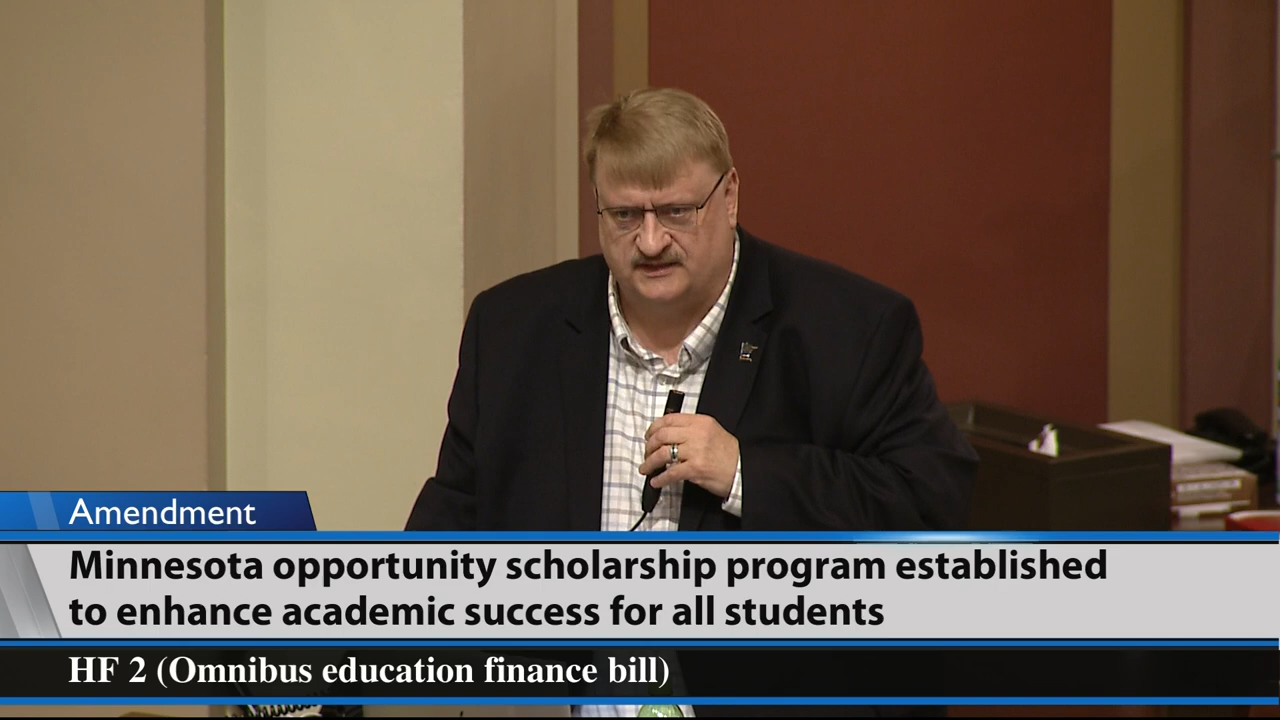 Amendment
Minnesota opportunity scholarship program established
to enhance academic success for all students
HF 2 (Omnibus education finance bill)